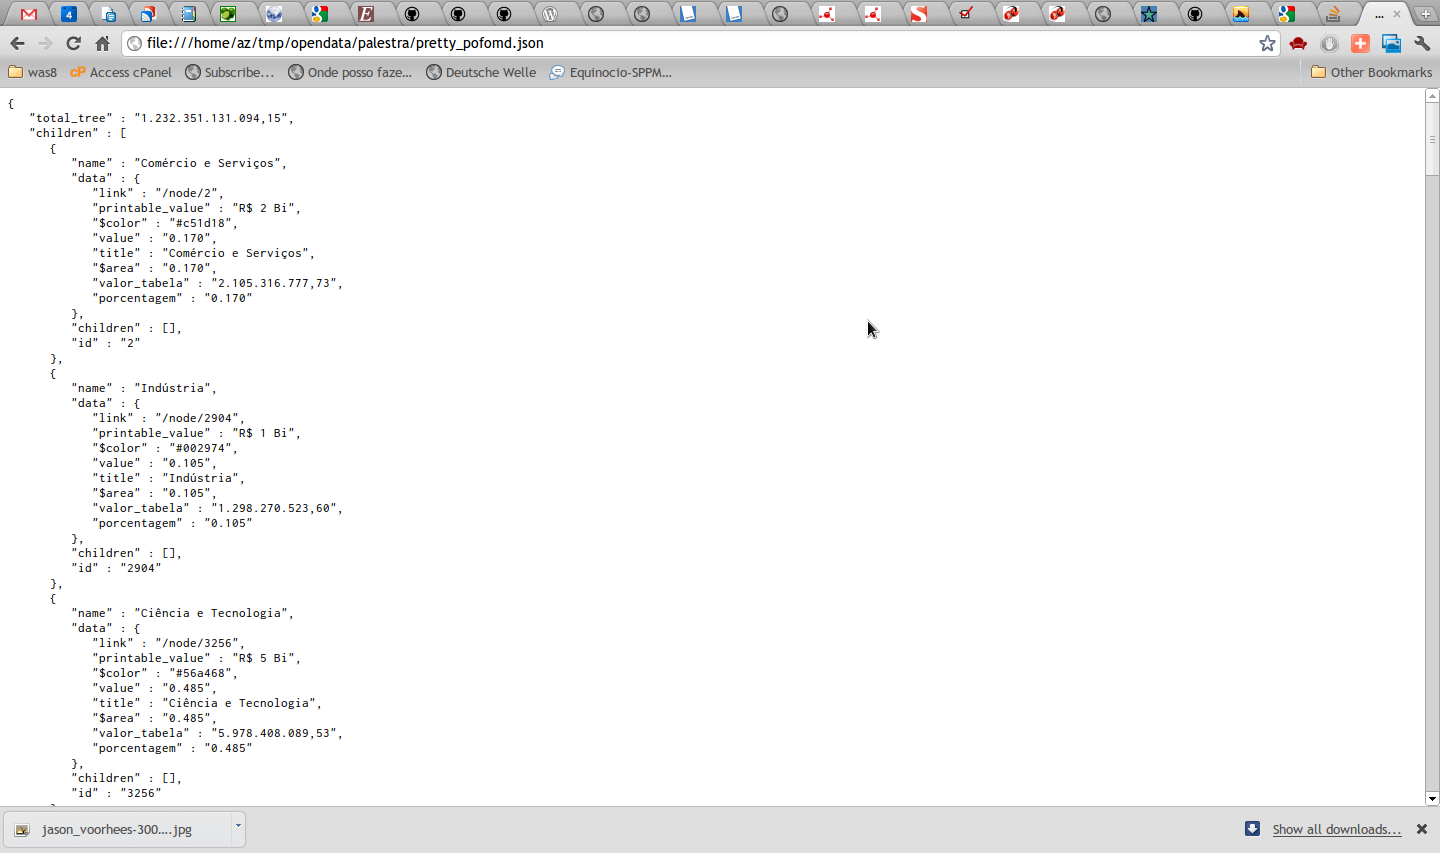 4
...
file:///home/az/tmp/opendata/palestra/pretty_pofomd.json
was8
cP Access cPanel
Subscribe...
Onde posso faze...
Deutsche Welle
Equinocio-SPPM...
Other Bookmarks
{
"total_tree" : "1.232.351.131.094,15",
"children" : [
{
"name" : "Comércio e Serviços",
"data" : {
"link" : "/node/2",
"printable_value" : "R$ 2 Bi",
"$color" : "#c51d18",
"value" : "0.170",
"title" : "Comércio e Serviços",
"$area" : "0.170",
"valor_tabela" : "2.105.316.777,73",
"porcentagem" : "0.170"
},
"children" : [],
"id" : "2"
},
{
"name" : "Indústria",
"data" : {
"link" : "/node/2904",
"printable_value" : "R$ 1 Bi",
"$color" : "#002974",
"value" : "0.105",
"title" : "Indústria",
"$area" : "0.105",
"valor_tabela" : "1.298.270.523,60",
"porcentagem" : "0.105"
},
"children" : [],
"id" : "2904"
},
{
"name" : "Ciência e Tecnologia",
"data" : {
"link" : "/node/3256",
"printable_value" : "R$ 5 Bi",
"$color" : "#56a468",
"value" : "0.485",
"title" : "Ciência e Tecnologia",
"$area" : "0.485",
"valor_tabela" : "5.978.408.089,53",
"porcentagem" : "0.485"
},
"children" : [],
"id" : "3256"
jason_voorhees-300....jpg
Show all downloads...